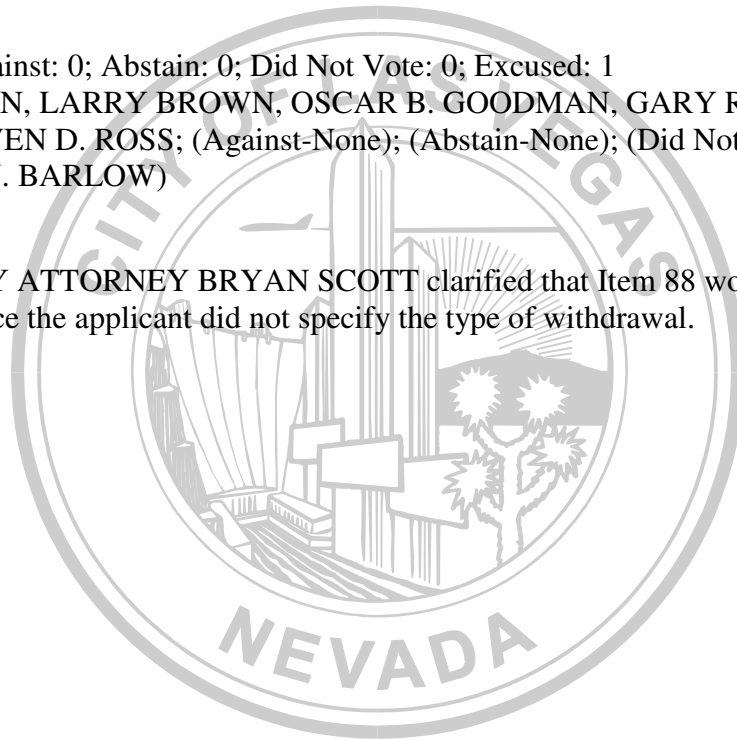 ainst: 0; Abstain: 0; Did Not Vote: 0; Excused: 1
N, LARRY BROWN, OSCAR B. GOODMAN, GARY R
VEN D. ROSS; (Against-None); (Abstain-None); (Did Not
. BARLOW)
Y ATTORNEY BRYAN SCOTT clarified that Item 88 wo
ce the applicant did not specify the type of withdrawal.
CITY OF LAS VEGAS
NEVADA